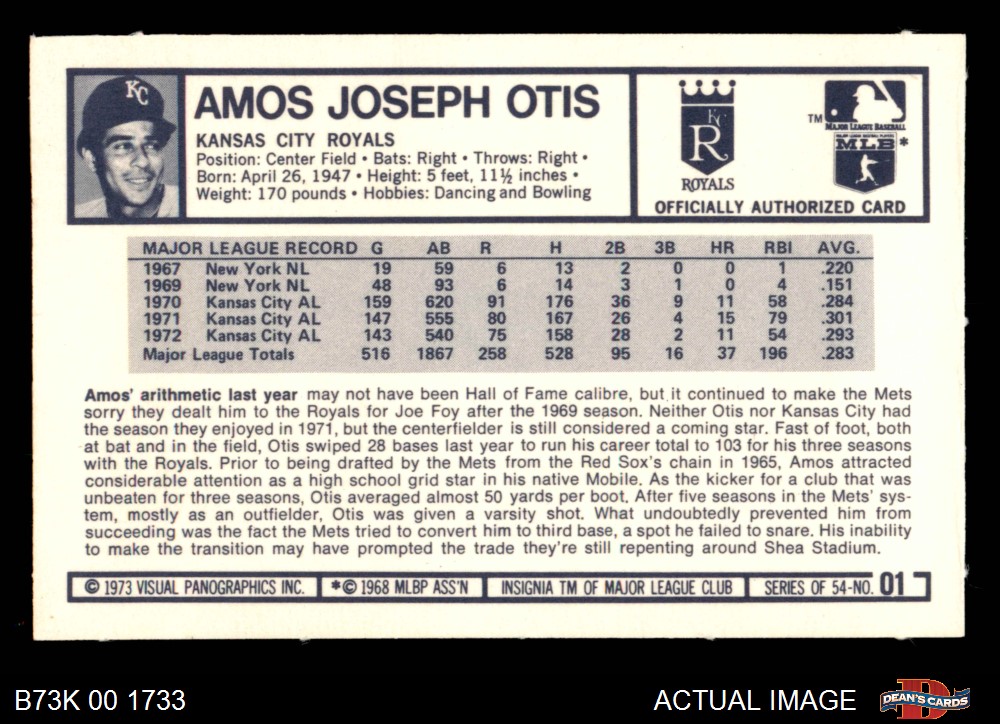 KC
AMOS JOSEPH OTIS
KANSAS CITY ROYALS
Position: Center Field • Bats: Right • Throws: Right •
Born: April 26, 1947 • Height: 5 feet, 11½ inches •
Weight: 170 pounds • Hobbies: Dancing and Bowling
KC
R
ROYALS
TM
MAJOR LEAGUE BASEBALL
MAJOR LEAGUE BASEBALL PLAYERS
MLB *
OFFICIALLY AUTHORIZED CARD
MAJOR LEAGUE RECORD G AB R H 2B 3B HR RBI AVG.
1967 New York NL 19 59 6 13 2 0 0 1 .220
1969 New York NL 48 93 6 14 3 1 0 4 .151
1970 Kansas City AL 159 620 91 176 36 9 11 58 .284
1971 Kansas City AL 147 555 80 167 26 4 15 79 .301
1972 Kansas City AL 143 540 75 158 28 2 11 54 .293
Major League Totals 516 1867 258 528 95 16 37 196 .283
Amos' arithmetic last year may not have been Hall of Fame calibre, but it continued to make the Mets
sorry they dealt him to the Royals for Joe Foy after the 1969 season. Neither Otis nor Kansas City had
the season they enjoyed in 1971, but the centerfielder is still considered a coming star. Fast of foot, both
at bat and in the field, Otis swiped 28 bases last year to run his career total to 103 for his three seasons
with the Royals. Prior to being drafted by the Mets from the Red Sox's chain in 1965, Amos attracted
considerable attention as a high school grid star in his native Mobile. As the kicker for a club that was
unbeaten for three seasons, Otis averaged almost 50 yards per boot. After five seasons in the Mets' sys-
tem, mostly as an outfielder, Otis was given a varsity shot. What undoubtedly prevented him from
succeeding was the fact the Mets tried to convert him to third base, a spot he failed to snare. His inability
to make the transition may have prompted the trade they're still repenting around Shea Stadium.
© 1973 VISUAL PANOGRAPHICS INC. *© 1968 MLBP ASS'N INSIGNIA TM OF MAJOR LEAGUE CLUB SERIES OF 54-NO. 01
B73K 00 1733 ACTUAL IMAGE D DEAN'S CARDS